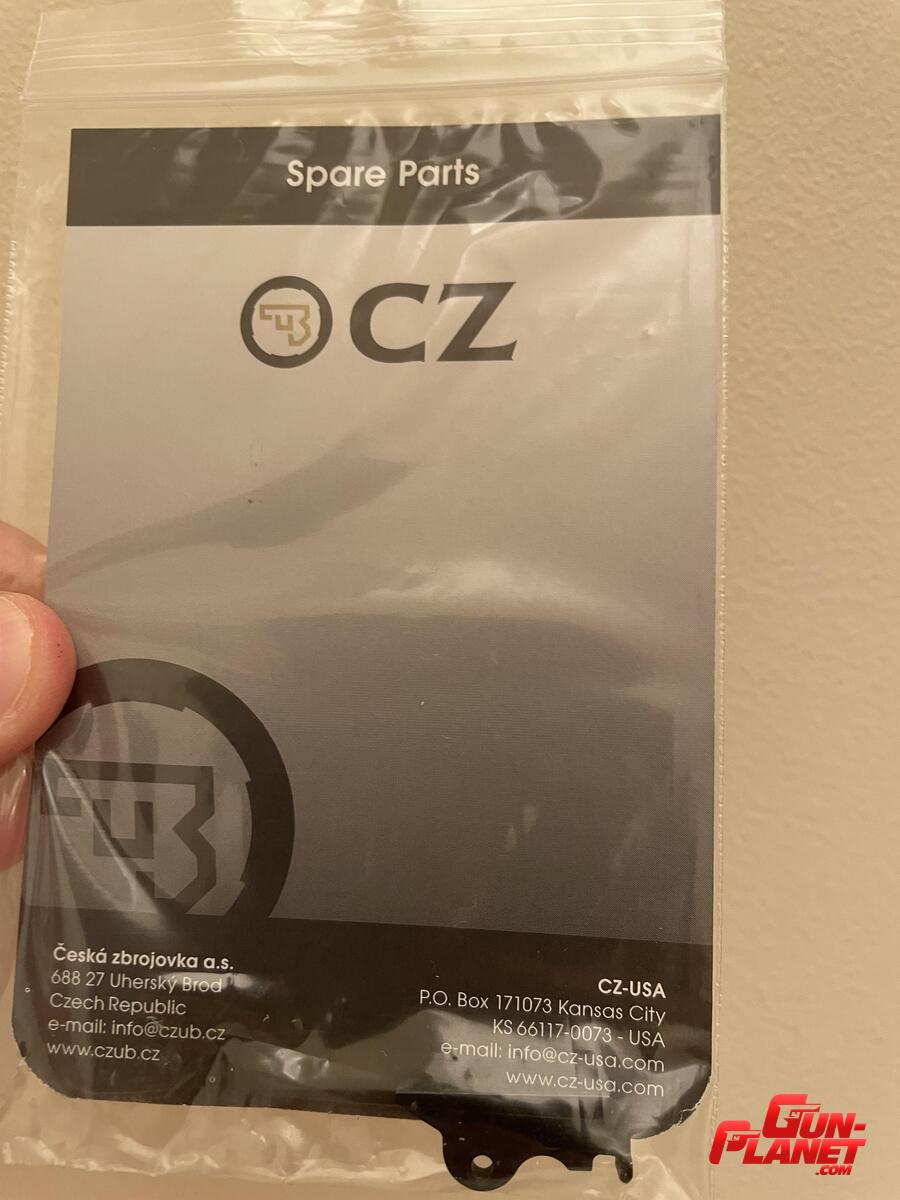 Spare Parts
CZ
Česká zbrojovka a.s.
688 27 Uherský Brod
Czech Republic
e-mail: info@czub.cz
www.czub.cz
CZ-USA
P.O. Box 171073 Kansas City
KS 66117-0073 - USA
e-mail: info@cz-usa.com
www.cz-usa.com
GUN-
PLANET
.COM